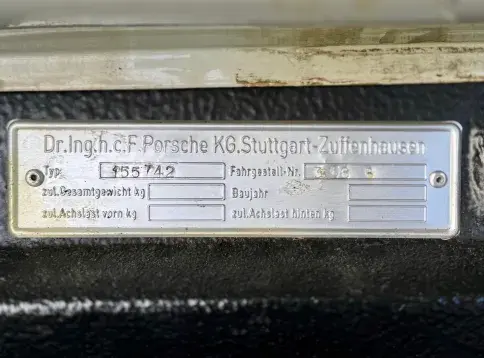 Dr.Ing.h.c.F.Porsche KG.Stuttgart-Zuffenhausen
Typ 155742 Fahrgestell-Nr.
zul.Gesamtgewicht kg Baujahr
zul.Achslast vorn kg zul.Achslast hinten kg